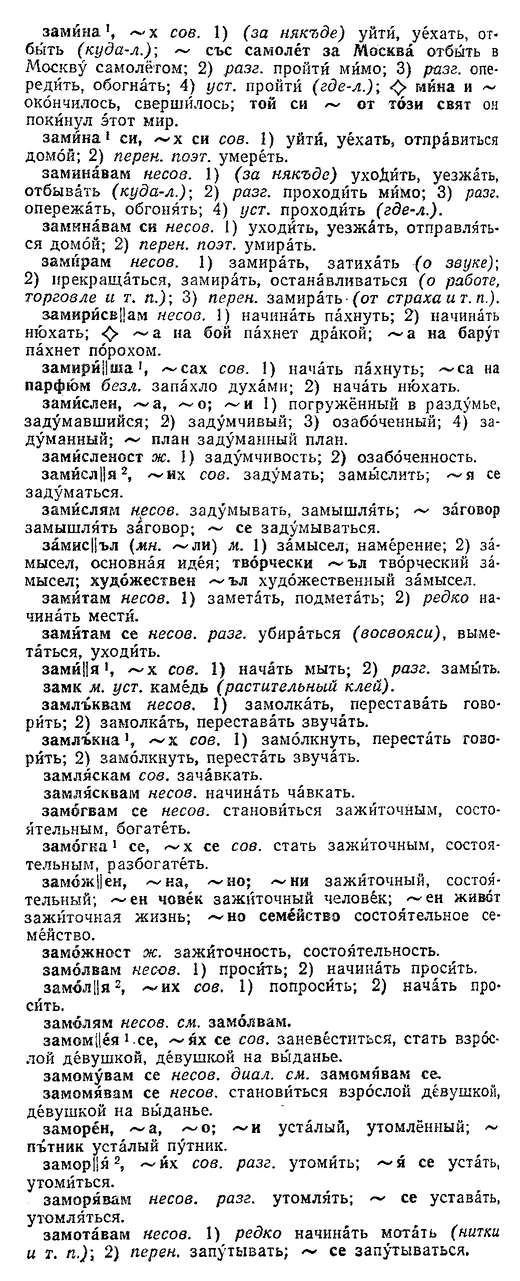 зами́на¹, ~х сов. 1) (за някъде) уйти́, уе́хать, от-
бы́ть (куда-л.); ~ със самоле́т за Москва́ отбы́ть в
Москву́ самолётом; 2) разг. пройти́ ми́мо; 3) разг. опе-
реди́ть, обогна́ть; 4) уст. пройти́ (где-л.); ◇ ми́на и ~
око́нчилось, сверши́лось; той си ~ от то́зи свят он
поки́нул э́тот мир.
зами́на¹ си, ~х си сов. 1) уйти́, уе́хать, отпра́виться
домо́й; 2) перен. поэт. умере́ть.
замина́вам несов. 1) (за някъде) уходи́ть, уезжа́ть,
отбыва́ть (куда-л.); 2) разг. проходи́ть ми́мо; 3) разг.
опережа́ть, обгоня́ть; 4) уст. проходи́ть (где-л.).
замина́вам си несов. 1) уходи́ть, уезжа́ть, отправля́ть-
ся домо́й; 2) перен. поэт. умира́ть.
зами́рам несов. 1) замира́ть, затиха́ть (о звуке);
2) прекраща́ться, замира́ть, остана́вливаться (о работе,
торговле и т. п.); 3) перен. замира́ть (от страха и т. п.).
замири́св||ам несов. 1) начина́ть па́хнуть; 2) начина́ть
ню́хать; ◇ ~а на бой па́хнет дра́кой; ~а на бару́т
па́хнет по́рохом.
замири́||ша¹, ~сах сов. 1) нача́ть па́хнуть; ~са на
парфю́м безл. запа́хло духа́ми; 2) нача́ть ню́хать.
зами́слен, ~а, ~о; ~и 1) погружённый в разду́мье,
заду́мавшийся; 2) заду́мчивый; 3) озабо́ченный; 4) за-
ду́манный; ~ план заду́манный план.
зами́сленост ж. 1) заду́мчивость; 2) озабо́ченность.
зами́сл||я², ~их сов. заду́мать; замы́слить; ~я се
заду́маться.
зами́слям несов. заду́мывать, замышля́ть; ~ за́говор
замышля́ть за́говор; ~ се заду́мываться.
за́мис||ъл (мн. ~ли) м. 1) за́мысел, наме́рение; 2) за́-
мысел, основна́я иде́я; тво́рчески ~ъл тво́рческий за́-
мысел; худо́жествен ~ъл худо́жественный за́мысел.
зами́там несов. 1) замета́ть, подмета́ть; 2) редко на-
чина́ть мести́.
зами́там се несов. разг. убира́ться (восвояси), выме-
та́ться, уходи́ть.
зами́||я¹, ~х сов. 1) нача́ть мыть; 2) разг. замы́ть.
замк м. уст. каме́дь (растительный клей).
замлъ́квам несов. 1) замолка́ть, перестава́ть гово-
ри́ть; 2) замолка́ть, перестава́ть звуча́ть.
замлъ́кна¹, ~х сов. 1) замо́лкнуть, переста́ть гово-
ри́ть; 2) замо́лкнуть, переста́ть звуча́ть.
замля́скам сов. зача́вкать.
замля́сквам несов. начина́ть ча́вкать.
замо́гвам се несов. станови́ться зажи́точным, состо-
я́тельным, богате́ть.
замо́гна¹ се, ~х се сов. стать зажи́точным, состоя́-
тельным, разбогате́ть.
замо́ж||ен, ~на, ~но; ~ни зажи́точный, состоя́-
тельный; ~ен чове́к зажи́точный челове́к; ~ен живо́т
зажи́точная жизнь; ~но семе́йство состоя́тельное се-
ме́йство.
замо́жност ж. зажи́точность, состоя́тельность.
замо́лвам несов. 1) проси́ть; 2) начина́ть проси́ть.
замо́л||я², ~их сов. 1) попроси́ть; 2) нача́ть про-
си́ть.
замо́лям несов. см. замо́лвам.
замом||е́я¹ се, ~я́х се сов. заневе́ститься, стать взро́с-
лой де́вушкой, де́вушкой на вы́данье.
замому́вам се несов. диал. см. замомя́вам се.
замомя́вам се несов. станови́ться взро́слой де́вушкой,
де́вушкой на вы́данье.
заморе́н, ~а, ~о; ~и уста́лый, утомлённый; ~
пъ́тник уста́лый пу́тник.
замор||я́², ~и́х сов. разг. утоми́ть; ~я́ се уста́ть,
утоми́ться.
заморя́вам несов. разг. утомля́ть; ~ се устава́ть,
утомля́ться.
замота́вам несов. 1) редко начина́ть мота́ть (нитки
и т. п.); 2) перен. запу́тывать; ~ се запу́тываться.